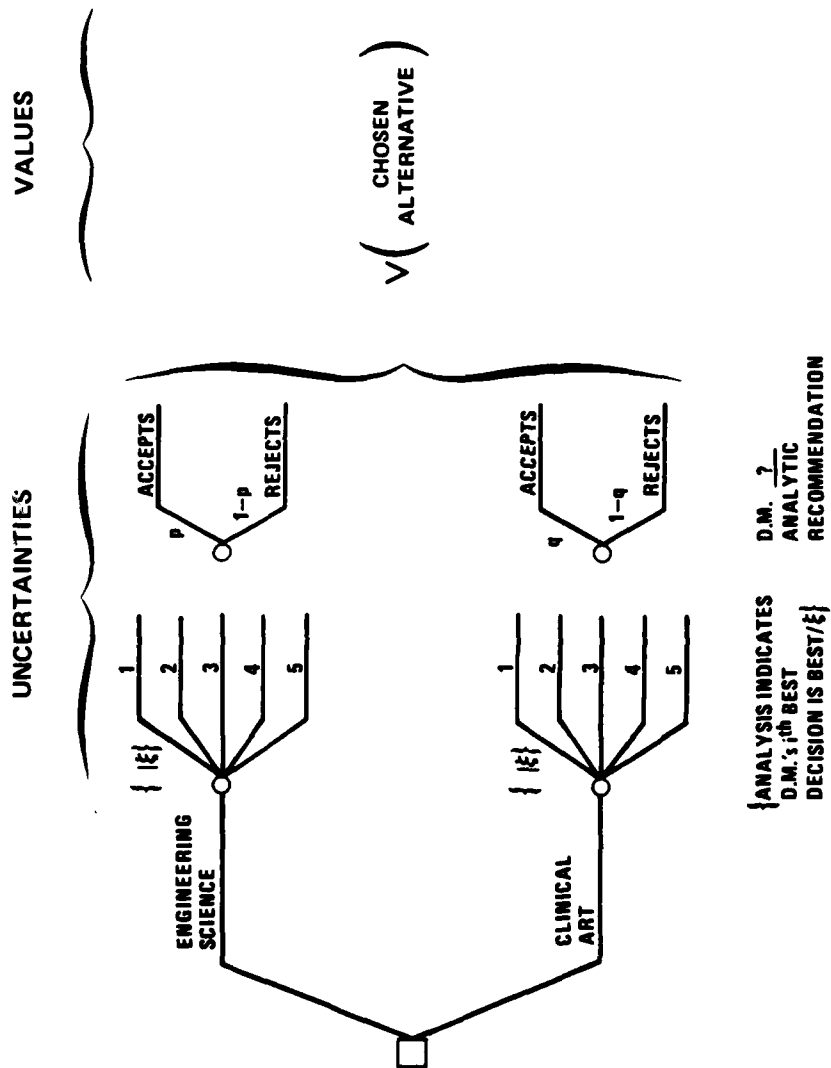 UNCERTAINTIES
VALUES
ENGINEERING
SCIENCE
{ |ξ}
1
2
3
4
5
p
1–p
ACCEPTS
REJECTS
V( CHOSEN
ALTERNATIVE )
CLINICAL
ART
{ |ξ}
1
2
3
4
5
q
1–q
ACCEPTS
REJECTS
{ANALYSIS INDICATES
D.M.'s ith BEST
DECISION IS BEST/ξ}
D.M. ?
ANALYTIC
RECOMMENDATION